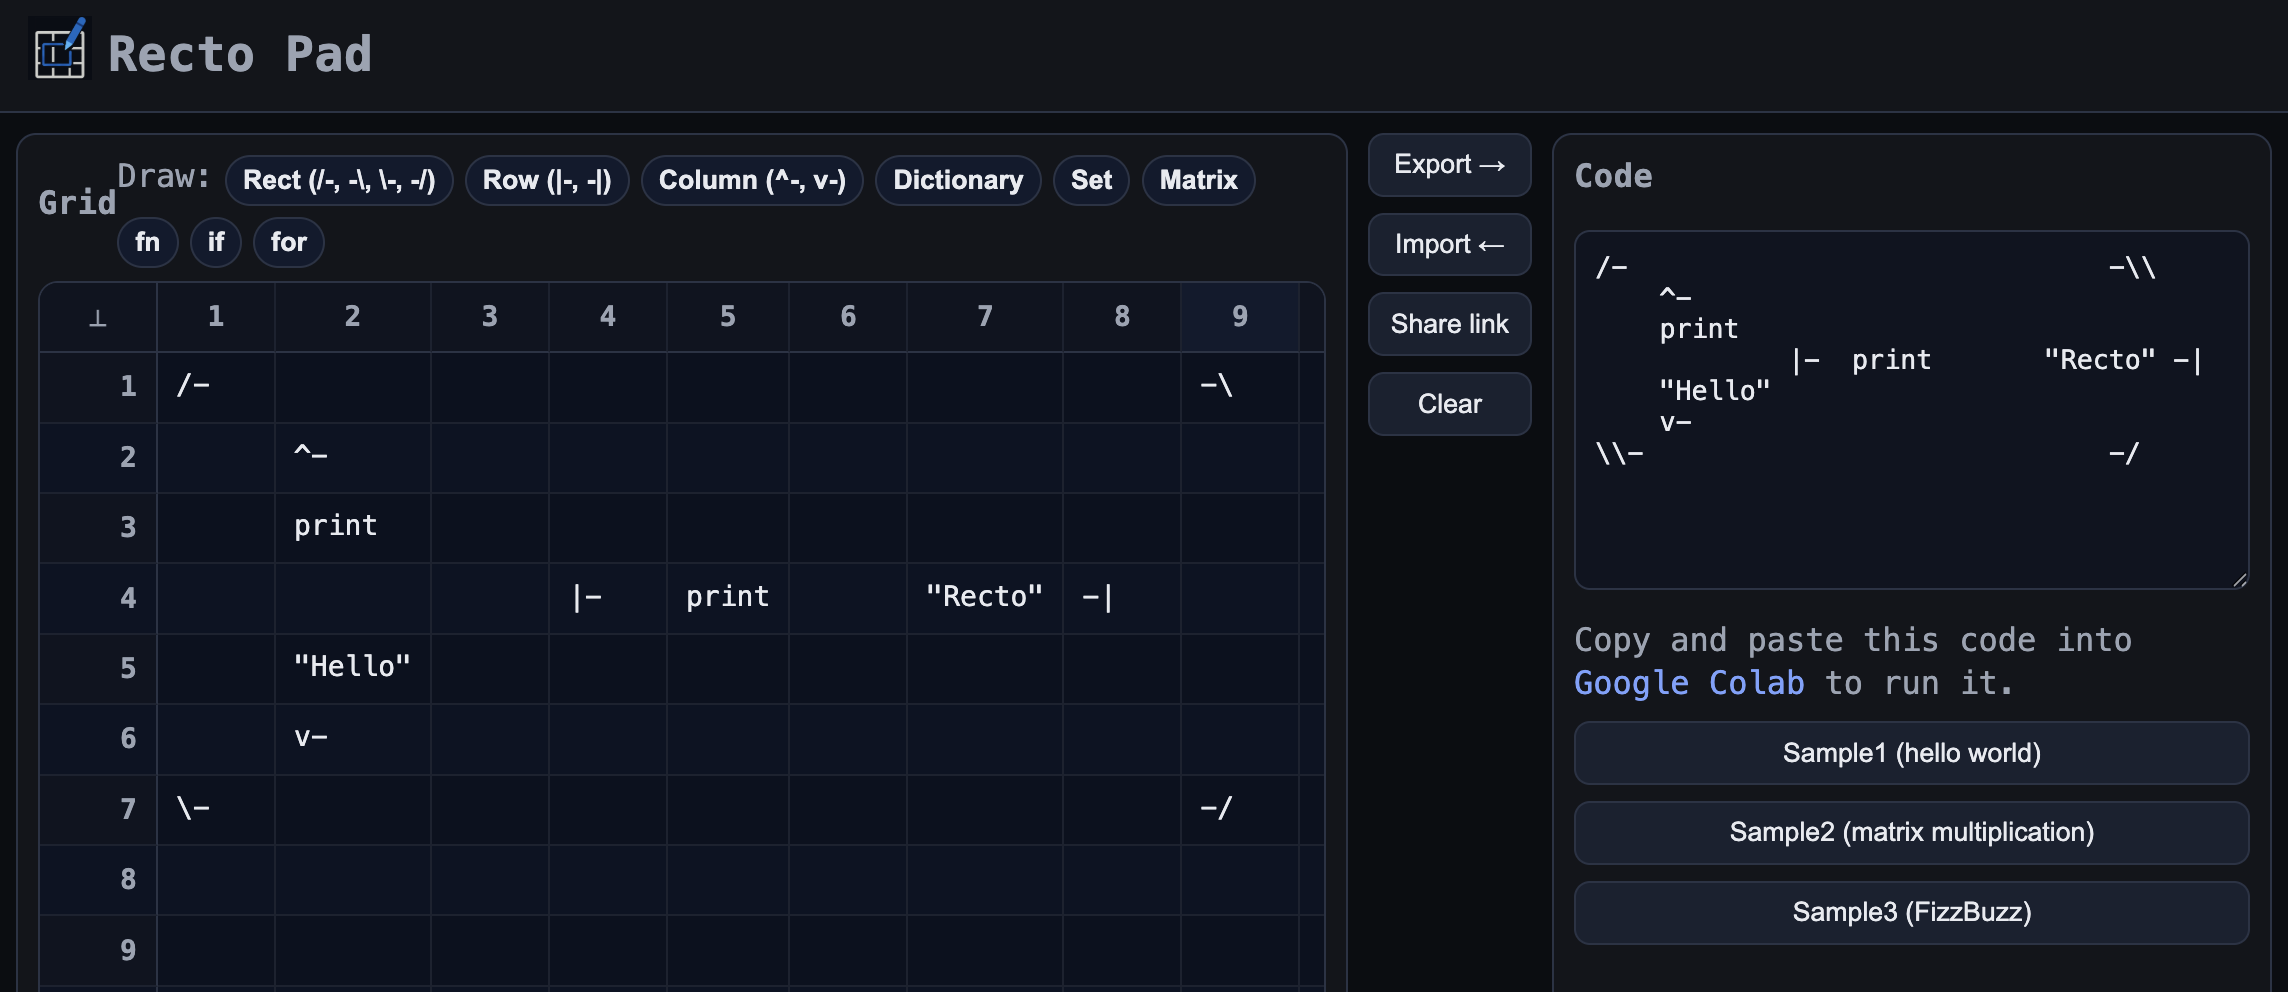 Recto Pad
Grid
Draw: Rect (/-, -\, \-, -/) Row (|-, -|) Column (^-, v-) Dictionary Set Matrix
fn if for
⊥ 1 2 3 4 5 6 7 8 9
1 /- -\
2 ^-
3 print
4 |- print "Recto" -|
5 "Hello"
6 v-
7 \- -/
8
9
Export →
Import ←
Share link
Clear
Code
/- -\\
^-
print
|- print "Recto" -|
"Hello"
v-
\\- -/
Copy and paste this code into
Google Colab to run it.
Sample1 (hello world)
Sample2 (matrix multiplication)
Sample3 (FizzBuzz)